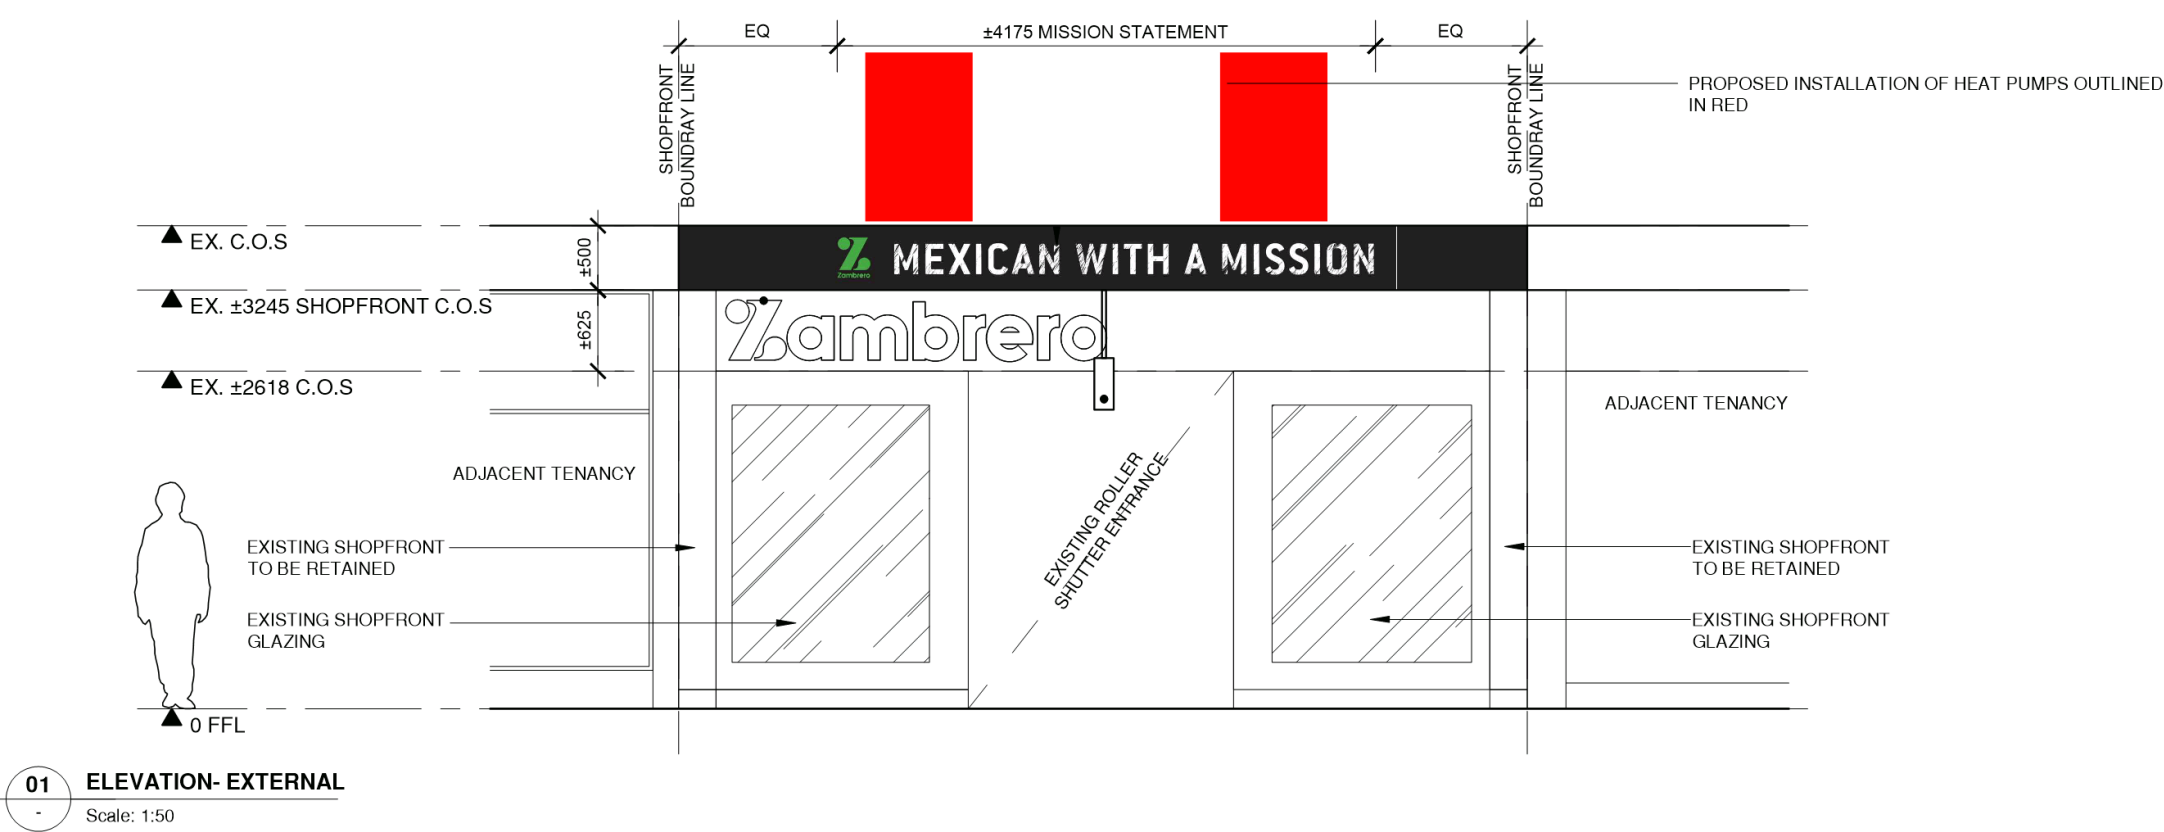 EQ
±4175 MISSION STATEMENT
EQ
SHOPFRONT
BOUNDRAY LINE
SHOPFRONT
BOUNDRAY LINE
PROPOSED INSTALLATION OF HEAT PUMPS OUTLINED
IN RED
EX. C.O.S
±500
Zambrero
MEXICAN WITH A MISSION
EX. ±3245 SHOPFRONT C.O.S
±625
Zambrero
EX. ±2618 C.O.S
ADJACENT TENANCY
ADJACENT TENANCY
EXISTING ROLLER
SHUTTER ENTRANCE
EXISTING SHOPFRONT
TO BE RETAINED
EXISTING SHOPFRONT
TO BE RETAINED
EXISTING SHOPFRONT
GLAZING
EXISTING SHOPFRONT
GLAZING
0 FFL
01
-
ELEVATION- EXTERNAL
Scale: 1:50